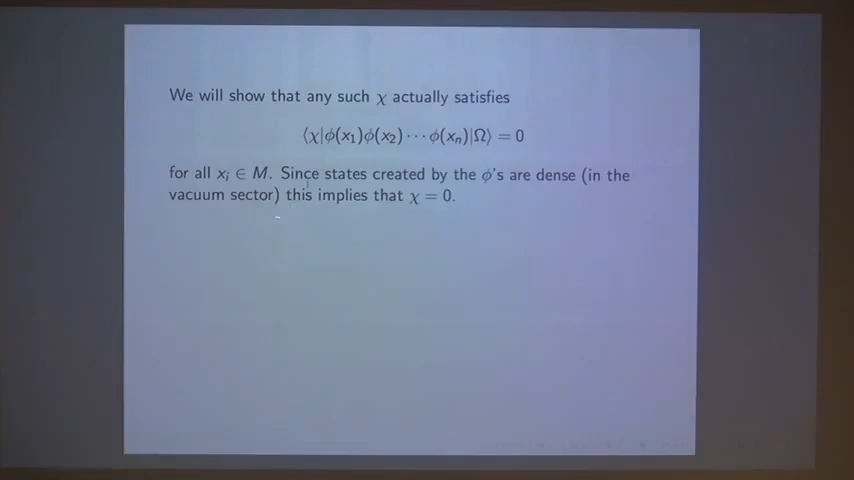 We will show that any such χ actually satisfies
⟨χ|ϕ(x₁)ϕ(x₂)···ϕ(xₙ)|Ω⟩ = 0
for all xᵢ ∈ M. Since states created by the ϕ's are dense (in the
vacuum sector) this implies that χ = 0.